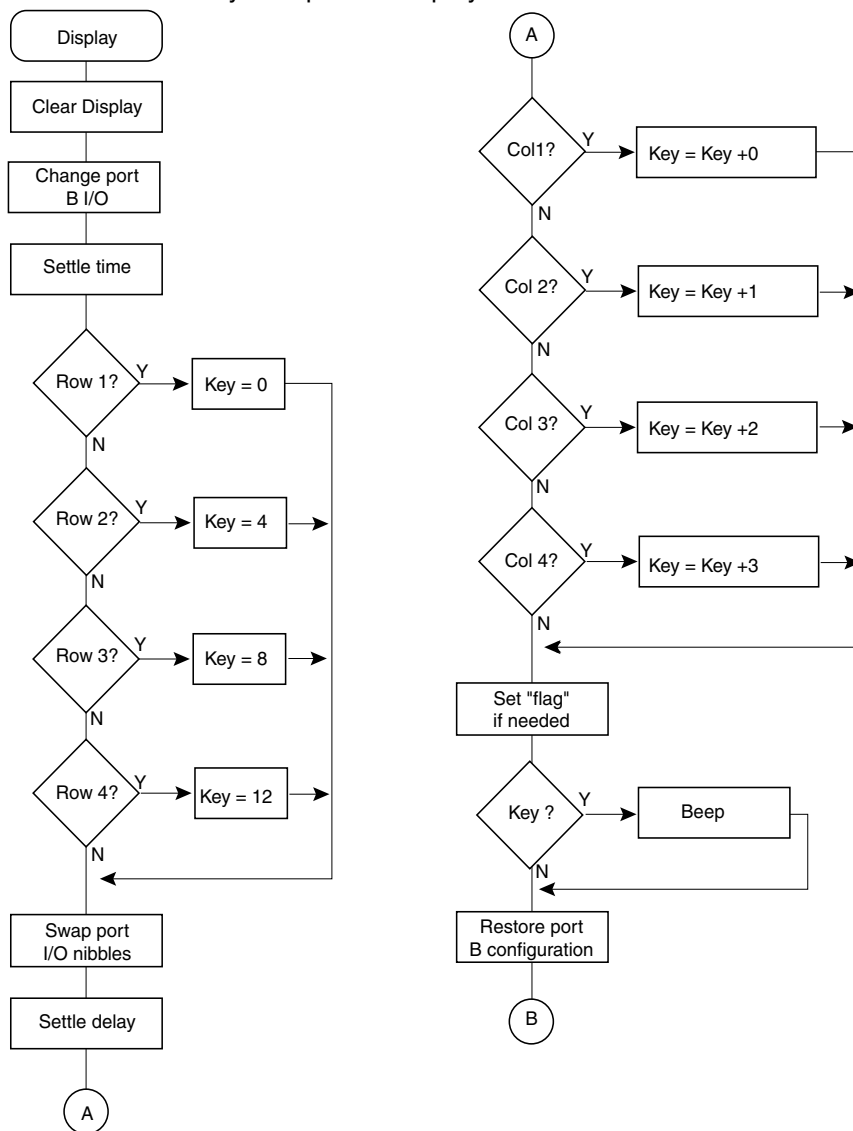 Display
Clear Display
Change port
B I/O
Settle time
Row 1?
Y
Key = 0
N
Row 2?
Y
Key = 4
N
Row 3?
Y
Key = 8
N
Row 4?
Y
Key = 12
N
Swap port
I/O nibbles
Settle delay
A
A
Col1?
Y
Key = Key +0
N
Col 2?
Y
Key = Key +1
N
Col 3?
Y
Key = Key +2
N
Col 4?
Y
Key = Key +3
N
Set "flag"
if needed
Key ?
Y
Beep
N
Restore port
B configuration
B